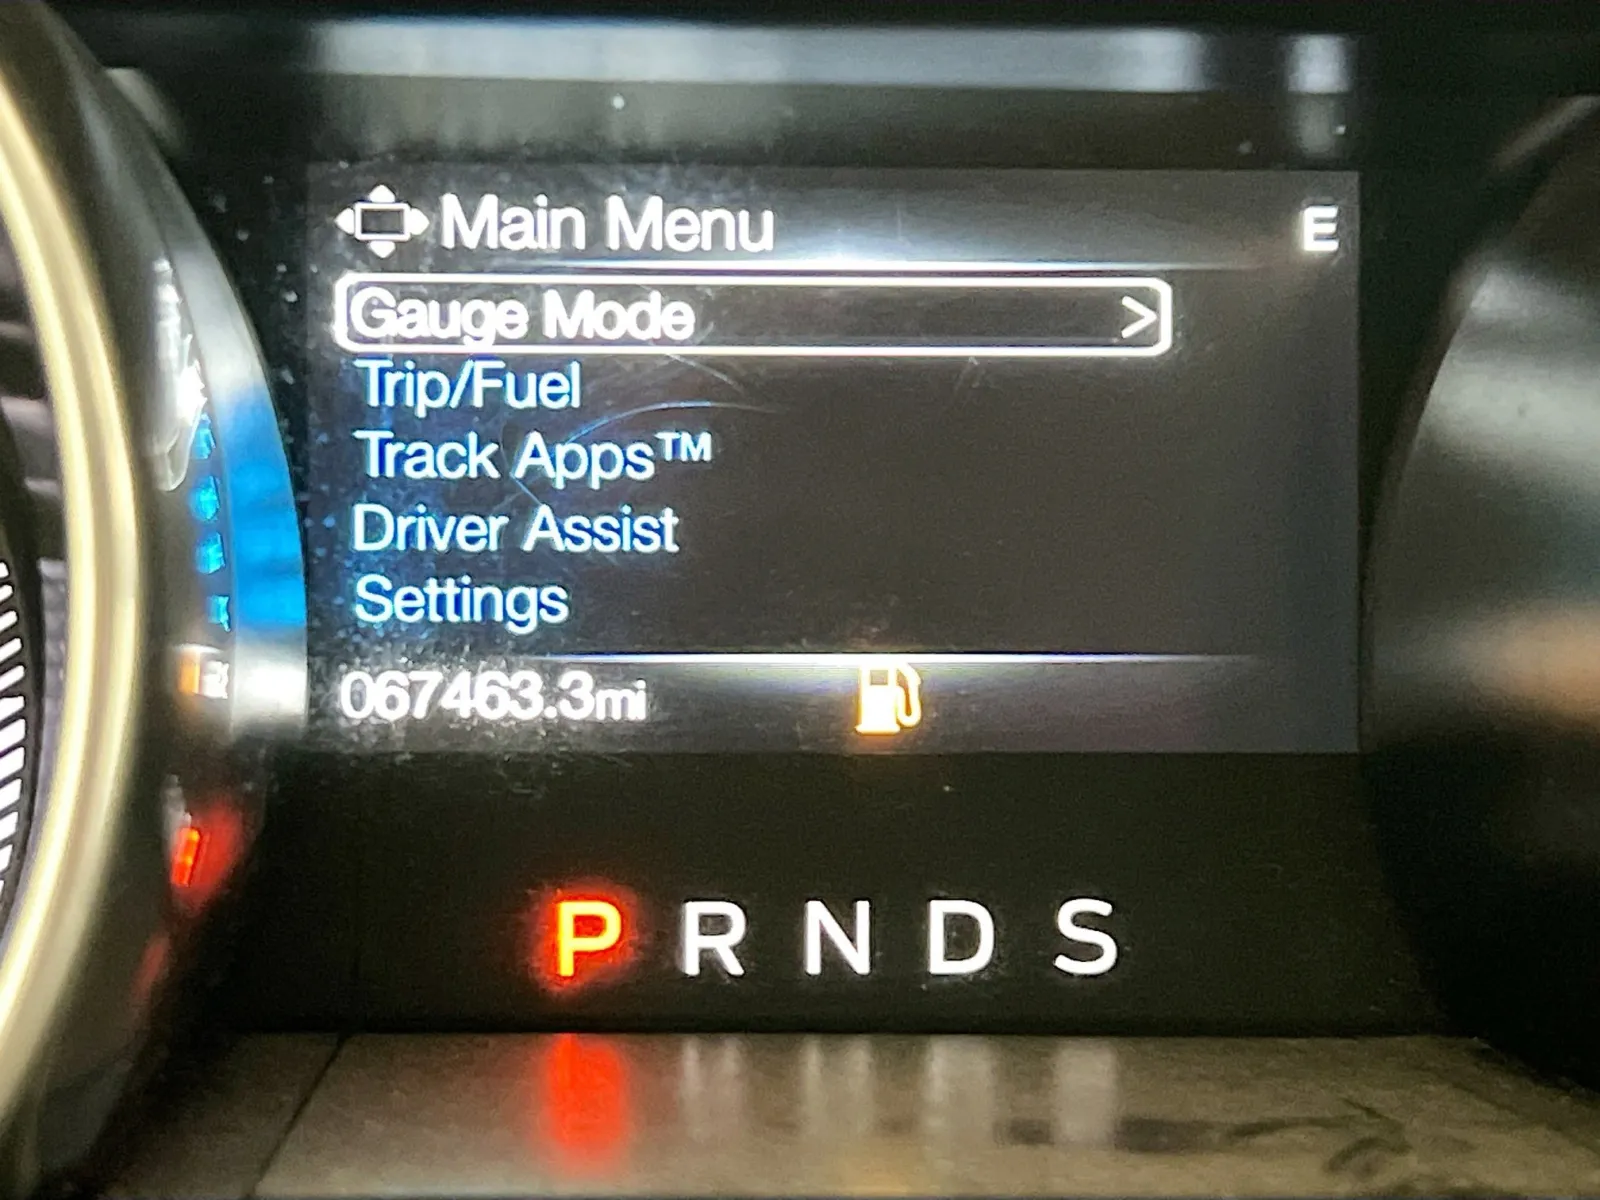 Main Menu E
Gauge Mode >
Trip/Fuel
Track Apps™
Driver Assist
Settings
067463.3mi
P R N D S